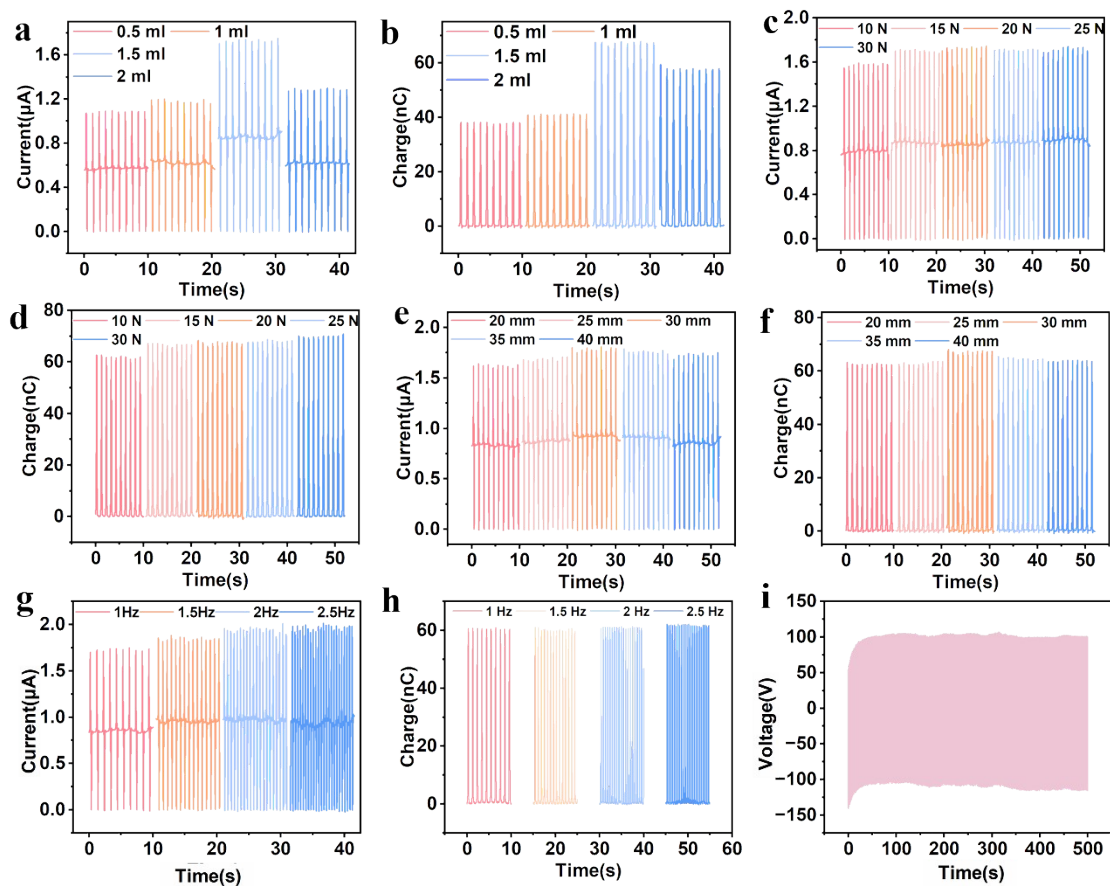 a
0.5 ml 1 ml
1.5 ml
2 ml
1.6
1.2
0.8
0.4
0.0
Current(μA)
0 10 20 30 40
Time(s)
b
0.5 ml 1 ml
1.5 ml
2 ml
60
40
20
0
Charge(nC)
0 10 20 30 40
Time(s)
c
10 N 15 N 20 N 25 N
30 N
2.0
1.6
1.2
0.8
0.4
0.0
Current(μA)
0 10 20 30 40 50
Time(s)
d
10 N 15 N 20 N 25 N
30 N
80
60
40
20
0
Charge(nC)
0 10 20 30 40 50
Time(s)
e
20 mm 25 mm 30 mm
35 mm 40 mm
2.0
1.5
1.0
0.5
0.0
Current(μA)
0 10 20 30 40 50
Time(s)
f
20 mm 25 mm 30 mm
35 mm 40 mm
80
60
40
20
0
Charge(nC)
0 10 20 30 40 50
Time(s)
g
1Hz 1.5Hz 2Hz 2.5Hz
2.0
1.5
1.0
0.5
0.0
Current(μA)
0 10 20 30 40
Time(s)
h
1 Hz 1.5 Hz 2 Hz 2.5 Hz
60
40
20
0
Charge(nC)
0 10 20 30 40 50 60
Time(s)
i
150
100
50
0
−50
−100
−150
Voltage(V)
0 100 200 300 400 500
Time(s)